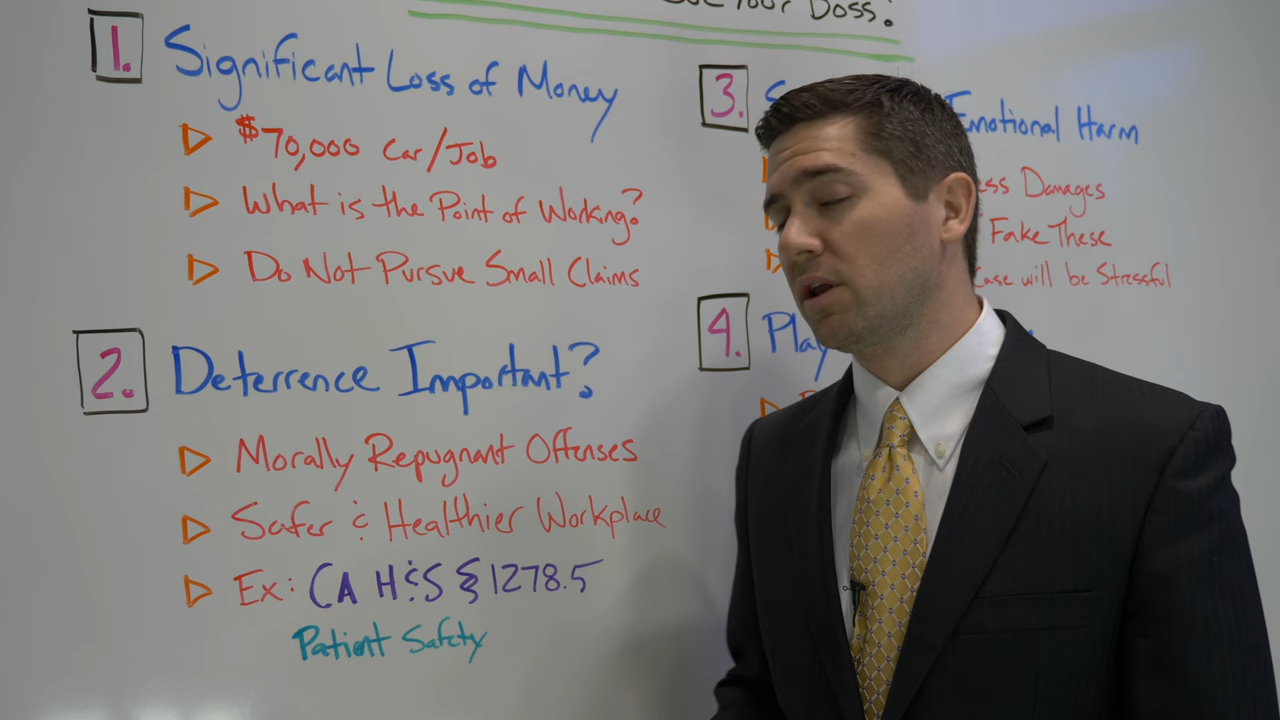 Your Boss?
1. Significant Loss of Money
$70,000 Car/Job
What is the Point of Working?
Do Not Pursue Small Claims
2. Deterrence Important?
Morally Repugnant Offenses
Safer & Healthier Workplace
Ex: CA H&S § 1278.5
Patient Safety
3. Emotional Harm
Damages
Fake These
Case will be Stressful
4. Play